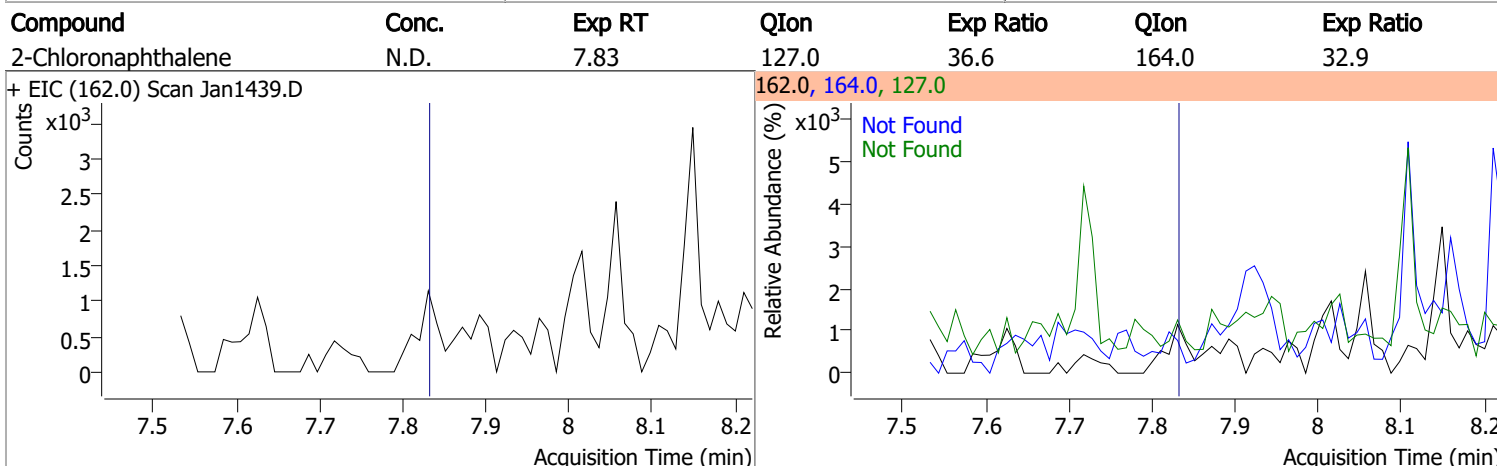 Compound Conc. Exp RT QIon Exp Ratio QIon Exp Ratio
2-Chloronaphthalene N.D. 7.83 127.0 36.6 164.0 32.9
+ EIC (162.0) Scan Jan1439.D
Counts
x10³
3
2.5
2
1.5
1
0.5
0
7.5 7.6 7.7 7.8 7.9 8 8.1 8.2
Acquisition Time (min)
162.0, 164.0, 127.0
Relative Abundance (%)
x10³
Not Found
Not Found
5
4
3
2
1
0
7.5 7.6 7.7 7.8 7.9 8 8.1 8.2
Acquisition Time (min)